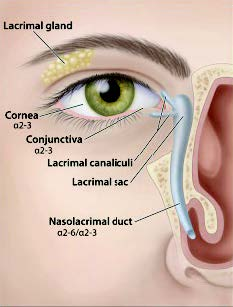 Lacrimal gland
Cornea
α2-3
Conjunctiva
α2-3
Lacrimal canaliculi
Lacrimal sac
Nasolacrimal duct
α2-6/α2-3